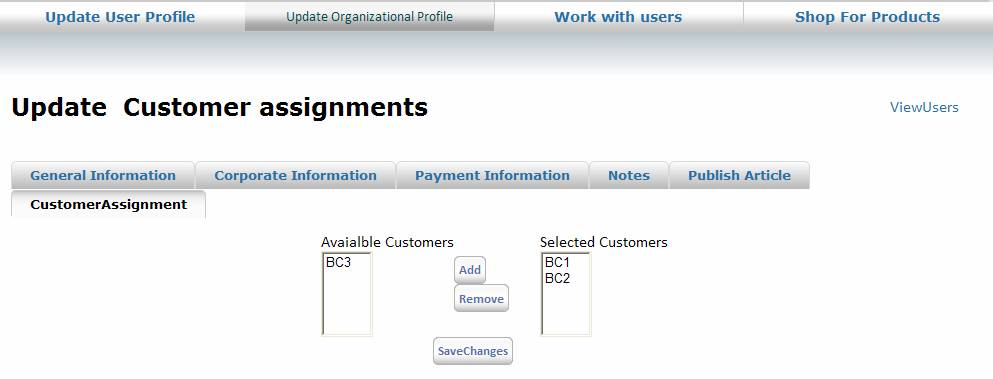 Update User Profile Update Organizational Profile Work with users Shop For Products
Update Customer assignments ViewUsers
General Information Corporate Information Payment Information Notes Publish Article
CustomerAssignment
Avaialble Customers Selected Customers
BC3 Add BC1
BC2
Remove
SaveChanges